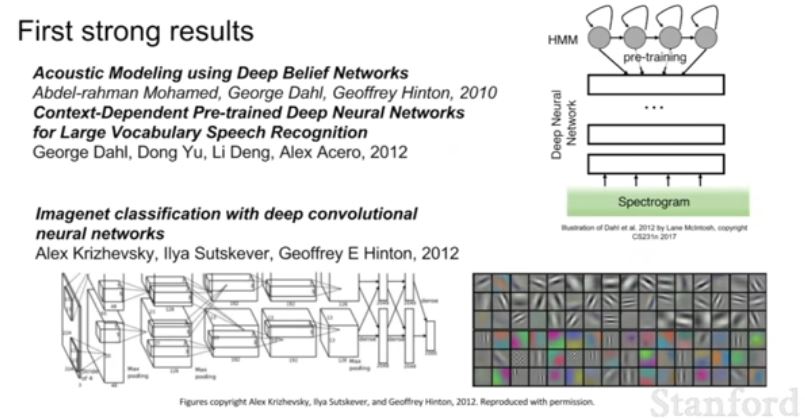 First strong results
Acoustic Modeling using Deep Belief Networks
Abdel-rahman Mohamed, George Dahl, Geoffrey Hinton, 2010
Context-Dependent Pre-trained Deep Neural Networks
for Large Vocabulary Speech Recognition
George Dahl, Dong Yu, Li Deng, Alex Acero, 2012
HMM
pre-training
...
Deep Neural
Network
Spectrogram
Illustration of Dahl et al. 2012 by Lane McIntosh, copyright
CS231n 2017
Imagenet classification with deep convolutional
neural networks
Alex Krizhevsky, Ilya Sutskever, Geoffrey E Hinton, 2012
Max
pooling
Max
pooling
Max
pooling
dense
dense
dense
Figures copyright Alex Krizhevsky, Ilya Sutskever, and Geoffrey Hinton, 2012. Reproduced with permission.
Stanford